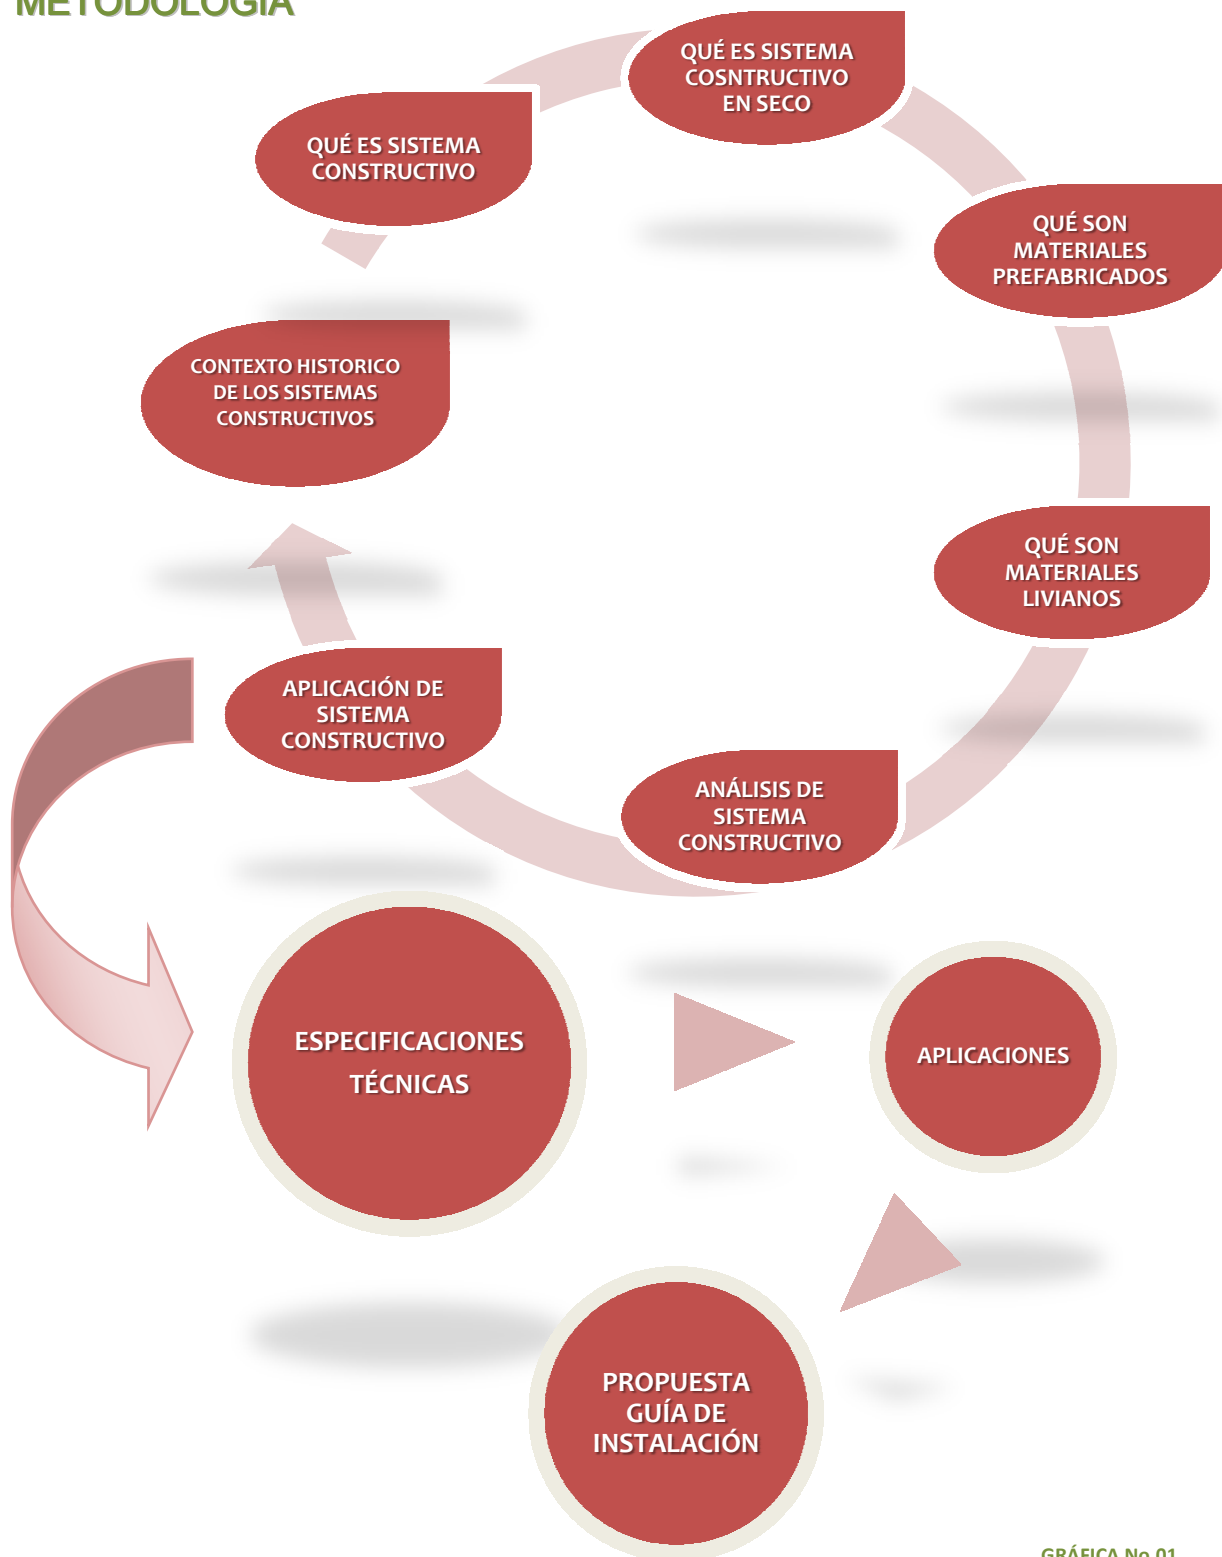 METODOLOGÍA
QUÉ ES SISTEMA
COSNTRUCTIVO
EN SECO
QUÉ ES SISTEMA
CONSTRUCTIVO
QUÉ SON
MATERIALES
PREFABRICADOS
CONTEXTO HISTORICO
DE LOS SISTEMAS
CONSTRUCTIVOS
QUÉ SON
MATERIALES
LIVIANOS
APLICACIÓN DE
SISTEMA
CONSTRUCTIVO
ANÁLISIS DE
SISTEMA
CONSTRUCTIVO
ESPECIFICACIONES
TÉCNICAS
APLICACIONES
PROPUESTA
GUÍA DE
INSTALACIÓN
GRÁFICA No 01